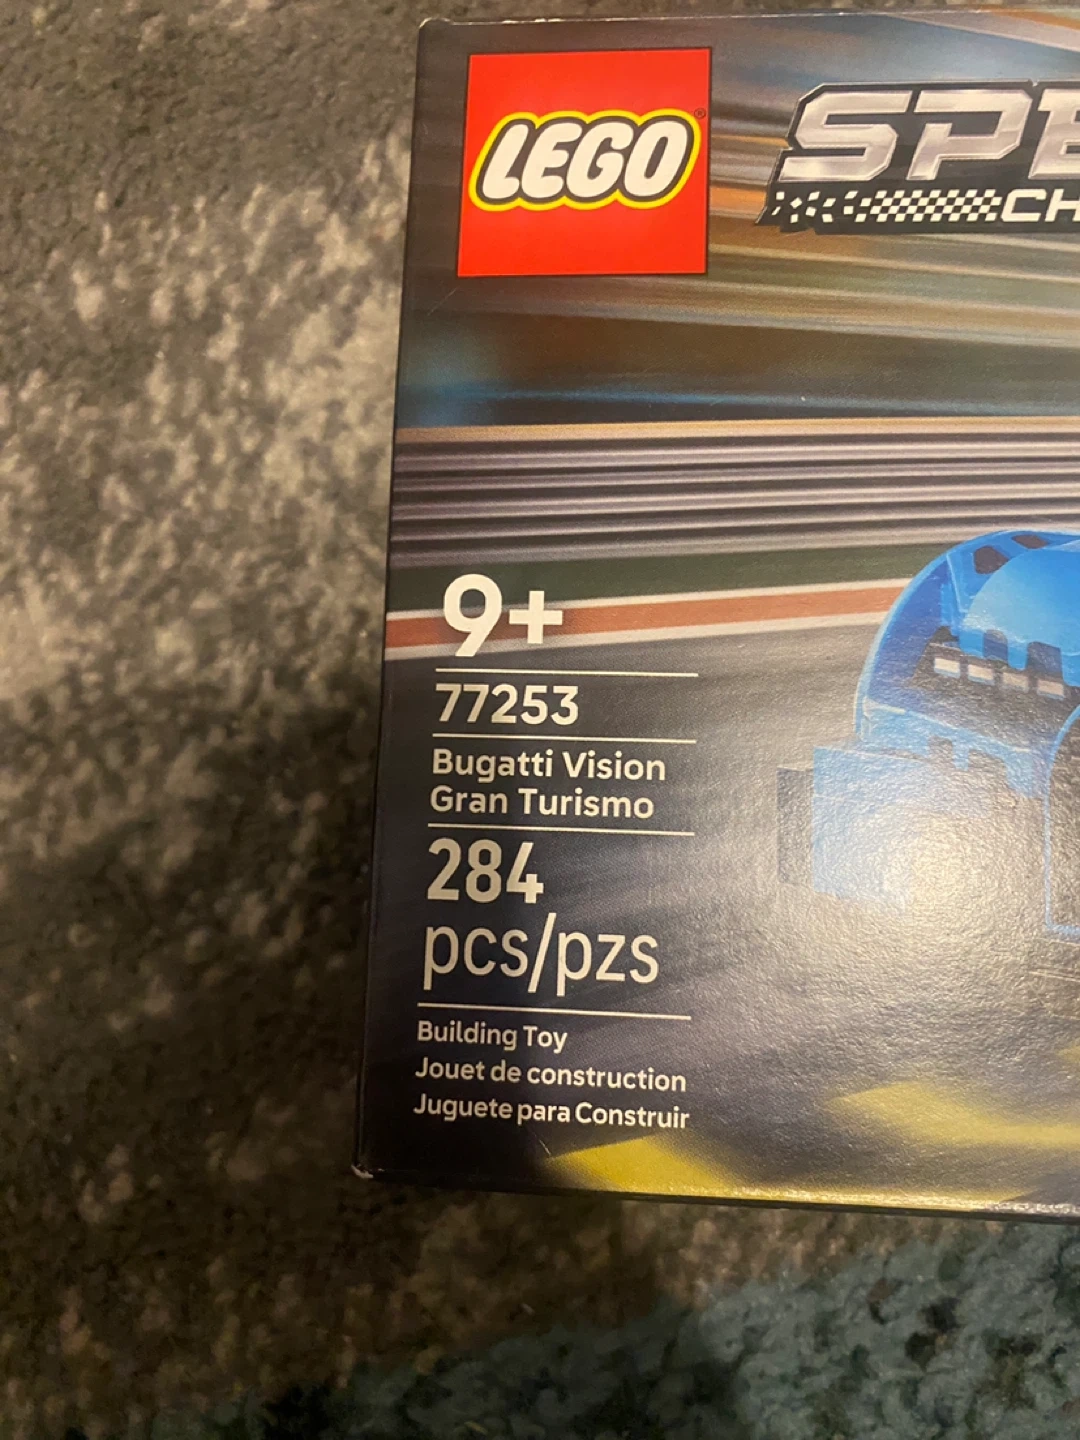 LEGO®
9+
77253
Bugatti Vision
Gran Turismo
284
pcs/pzs
Building Toy
Jouet de construction
Juguete para Construir